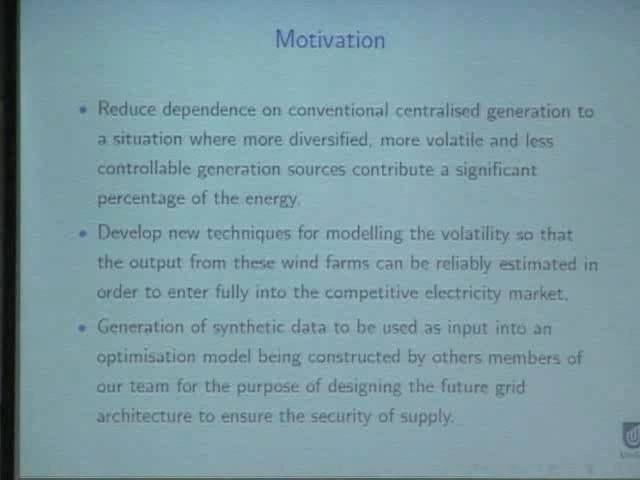 Motivation
• Reduce dependence on conventional centralised generation to
a situation where more diversified, more volatile and less
controllable generation sources contribute a significant
percentage of the energy.
• Develop new techniques for modelling the volatility so that
the output from these wind farms can be reliably estimated in
order to enter fully into the competitive electricity market.
• Generation of synthetic data to be used as input into an
optimisation model being constructed by others members of
our team for the purpose of designing the future grid
architecture to ensure the security of supply.